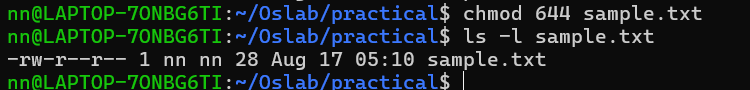 nn@LAPTOP-7ONBG6TI:~/Oslab/practical$ chmod 644 sample.txt
nn@LAPTOP-7ONBG6TI:~/Oslab/practical$ ls -l sample.txt
-rw-r--r-- 1 nn nn 28 Aug 17 05:10 sample.txt
nn@LAPTOP-7ONBG6TI:~/Oslab/practical$